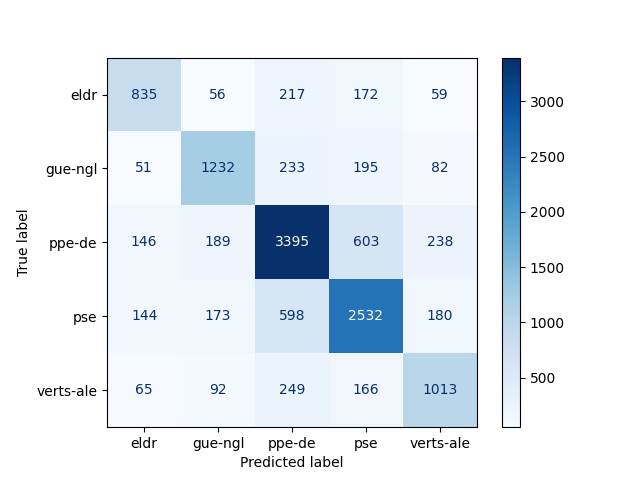 eldr 835 56 217 172 59
gue-ngl 51 1232 233 195 82
ppe-de 146 189 3395 603 238
pse 144 173 598 2532 180
verts-ale 65 92 249 166 1013
eldr gue-ngl ppe-de pse verts-ale
Predicted label
True label
3000
2500
2000
1500
1000
500